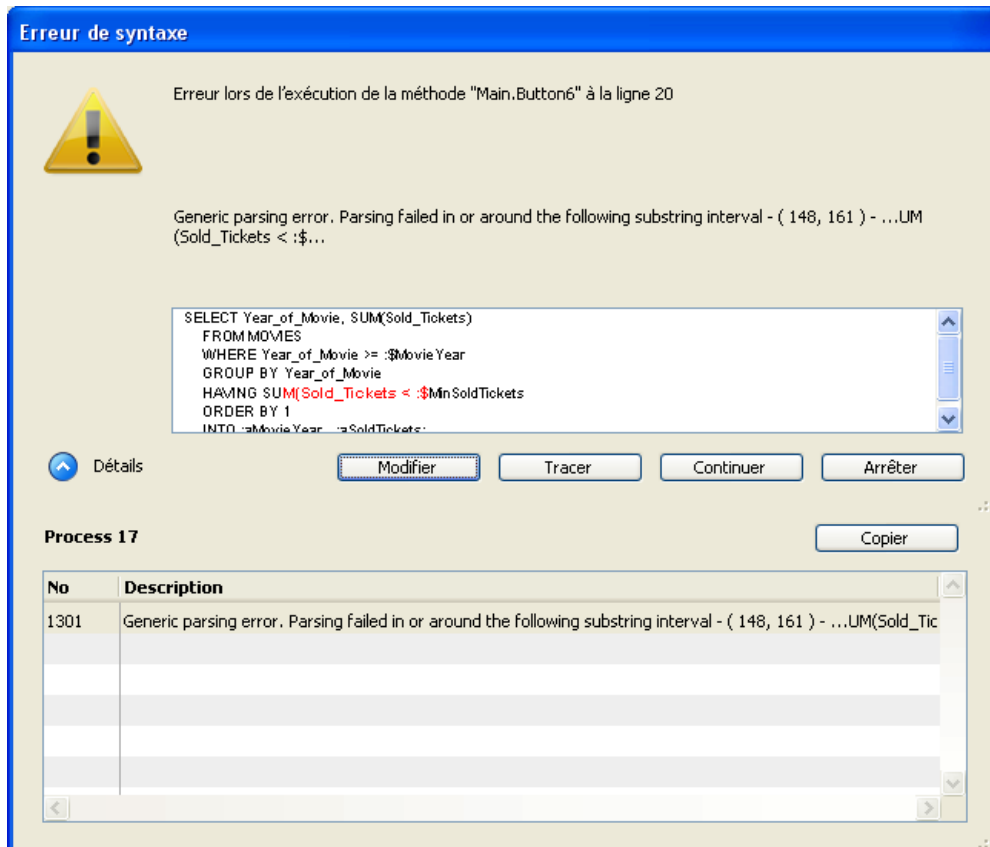 Erreur de syntaxe
Erreur lors de l'exécution de la méthode "Main.Button6" à la ligne 20
Generic parsing error. Parsing failed in or around the following substring interval - ( 148, 161 ) - ...UM
(Sold_Tickets < :$...
SELECT Year_of_Movie, SUM(Sold_Tickets)
FROM MOVIES
WHERE Year_of_Movie >= :$MovieYear
GROUP BY Year_of_Movie
HAVING SUM(Sold_Tickets < :$MinSoldTickets
ORDER BY 1
INTO :aMovieYear, :aSoldTickets;
Détails
Modifier
Tracer
Continuer
Arrêter
Process 17
Copier
No Description
1301 Generic parsing error. Parsing failed in or around the following substring interval - ( 148, 161 ) - ...UM(Sold_Tic